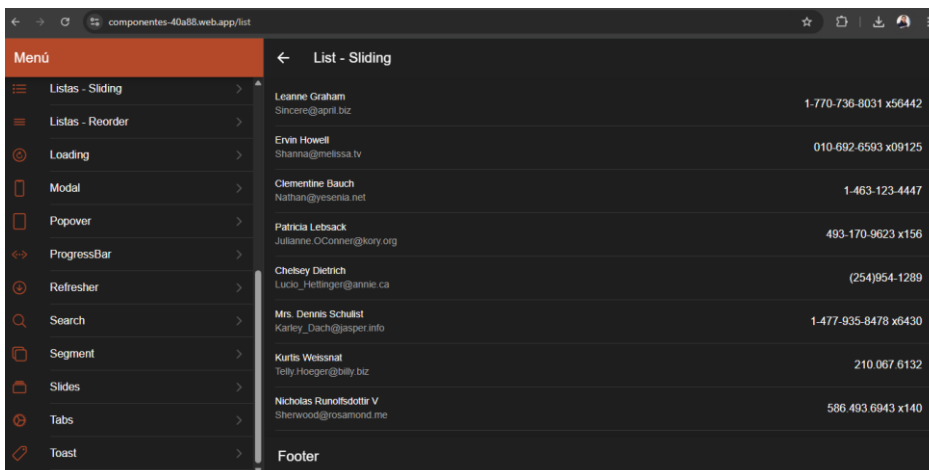 componentes-40a88.web.app/list
Menú
Listas - Sliding
Listas - Reorder
Loading
Modal
Popover
ProgressBar
Refresher
Search
Segment
Slides
Tabs
Toast
List - Sliding
Leanne Graham
Sincere@april.biz
1-770-736-8031 x56442
Ervin Howell
Shanna@melissa.tv
010-692-6593 x09125
Clementine Bauch
Nathan@yesenia.net
1-463-123-4447
Patricia Lebsack
Julianne.OConner@kory.org
493-170-9623 x156
Chelsey Dietrich
Lucio_Hettinger@annie.ca
(254)954-1289
Mrs. Dennis Schulist
Karley_Dach@jasper.info
1-477-935-8478 x6430
Kurtis Weissnat
Telly.Hoeger@billy.biz
210.067.6132
Nicholas Runolfsdottir V
Sherwood@rosamond.me
586.493.6943 x140
Footer